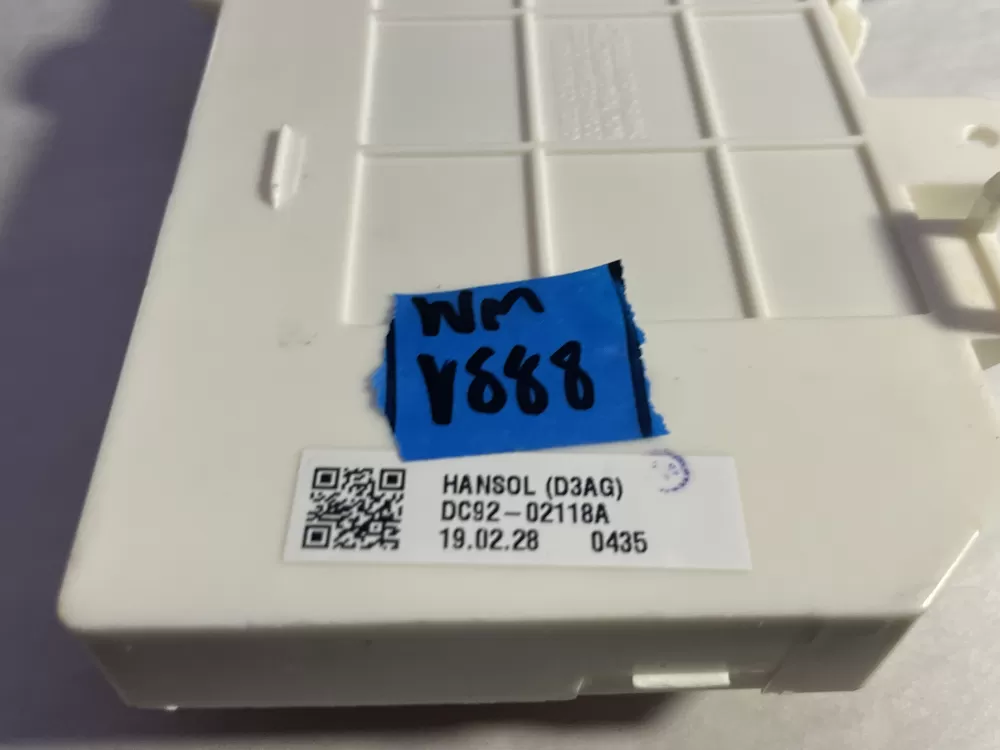 WM
V888
HANSOL (D3AG)
DC92-02118A
19.02.28 0435